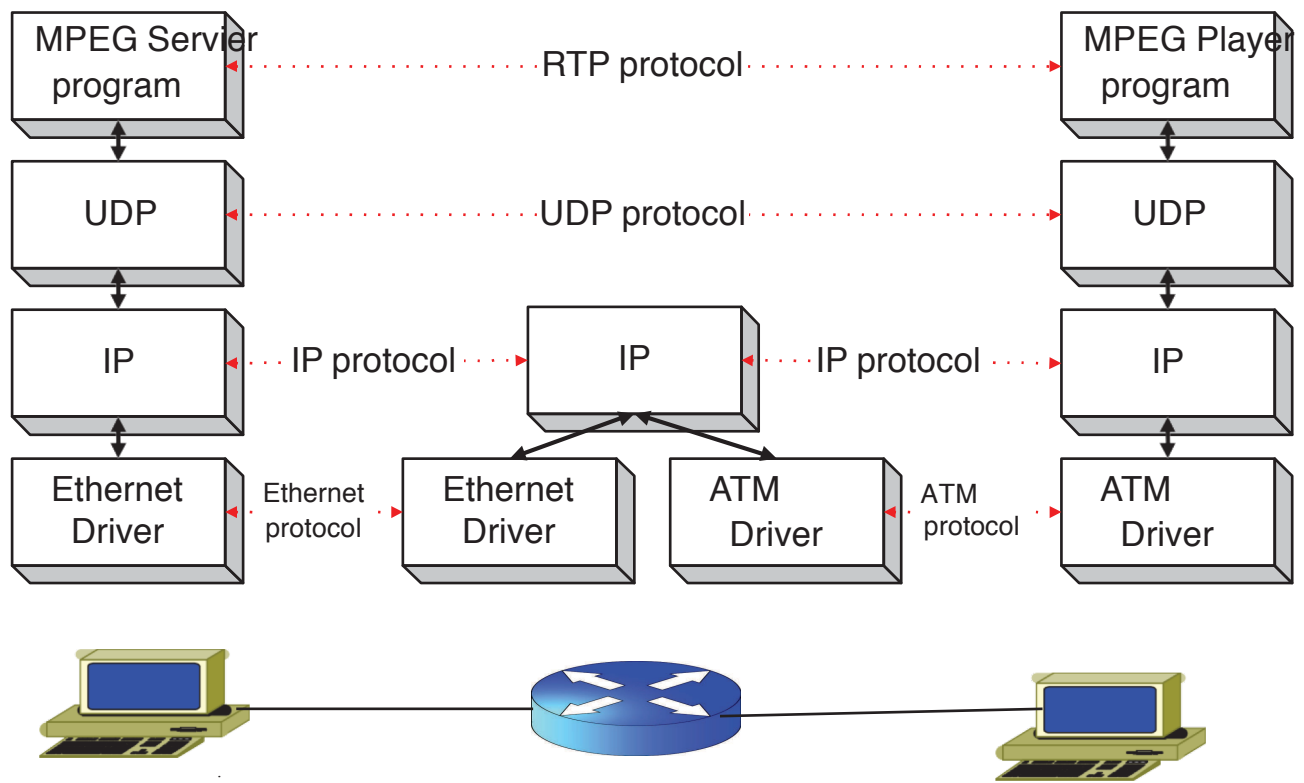 MPEG Servier
program
RTP protocol
MPEG Player
program
UDP
UDP protocol
UDP
IP
IP protocol
IP
IP protocol
IP
Ethernet
Driver
Ethernet
protocol
Ethernet
Driver
ATM
Driver
ATM
protocol
ATM
Driver